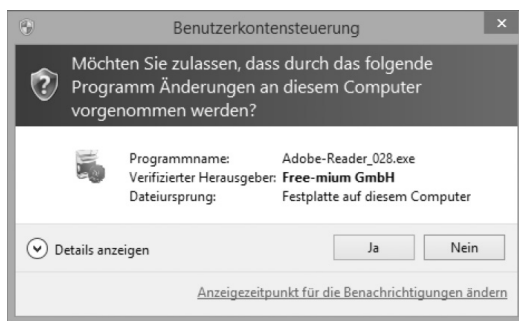 Benutzerkontensteuerung
Möchten Sie zulassen, dass durch das folgende
Programm Änderungen an diesem Computer
vorgenommen werden?
Programmname: Adobe-Reader_028.exe
Verifizierter Herausgeber: Free-mium GmbH
Dateiursprung: Festplatte auf diesem Computer
Details anzeigen Ja Nein
Anzeigezeitpunkt für die Benachrichtigungen ändern